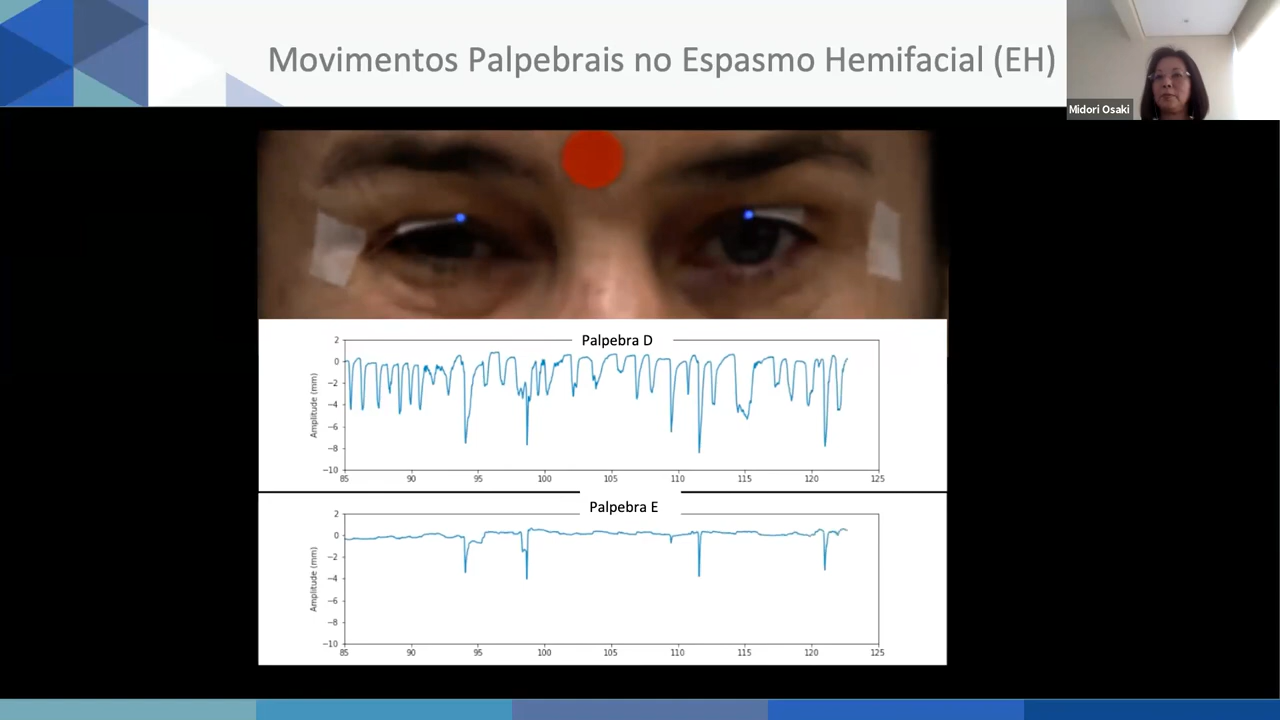 Movimentos Palpebrais no Espasmo Hemifacial (EH)
Midori Osaki
Palpebra D
Amplitude (mm)
2
0
−2
−4
−6
−8
−10
85 90 95 100 105 110 115 120 125
Palpebra E
Amplitude (mm)
2
0
−2
−4
−6
−8
−10
85 90 95 100 105 110 115 120 125